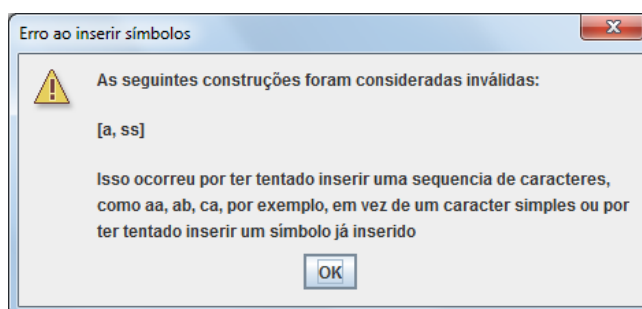 Erro ao inserir símbolos
As seguintes construções foram consideradas inválidas:
[a, ss]
Isso ocorreu por ter tentado inserir uma sequencia de caracteres,
como aa, ab, ca, por exemplo, em vez de um caracter simples ou por
ter tentado inserir um símbolo já inserido
OK